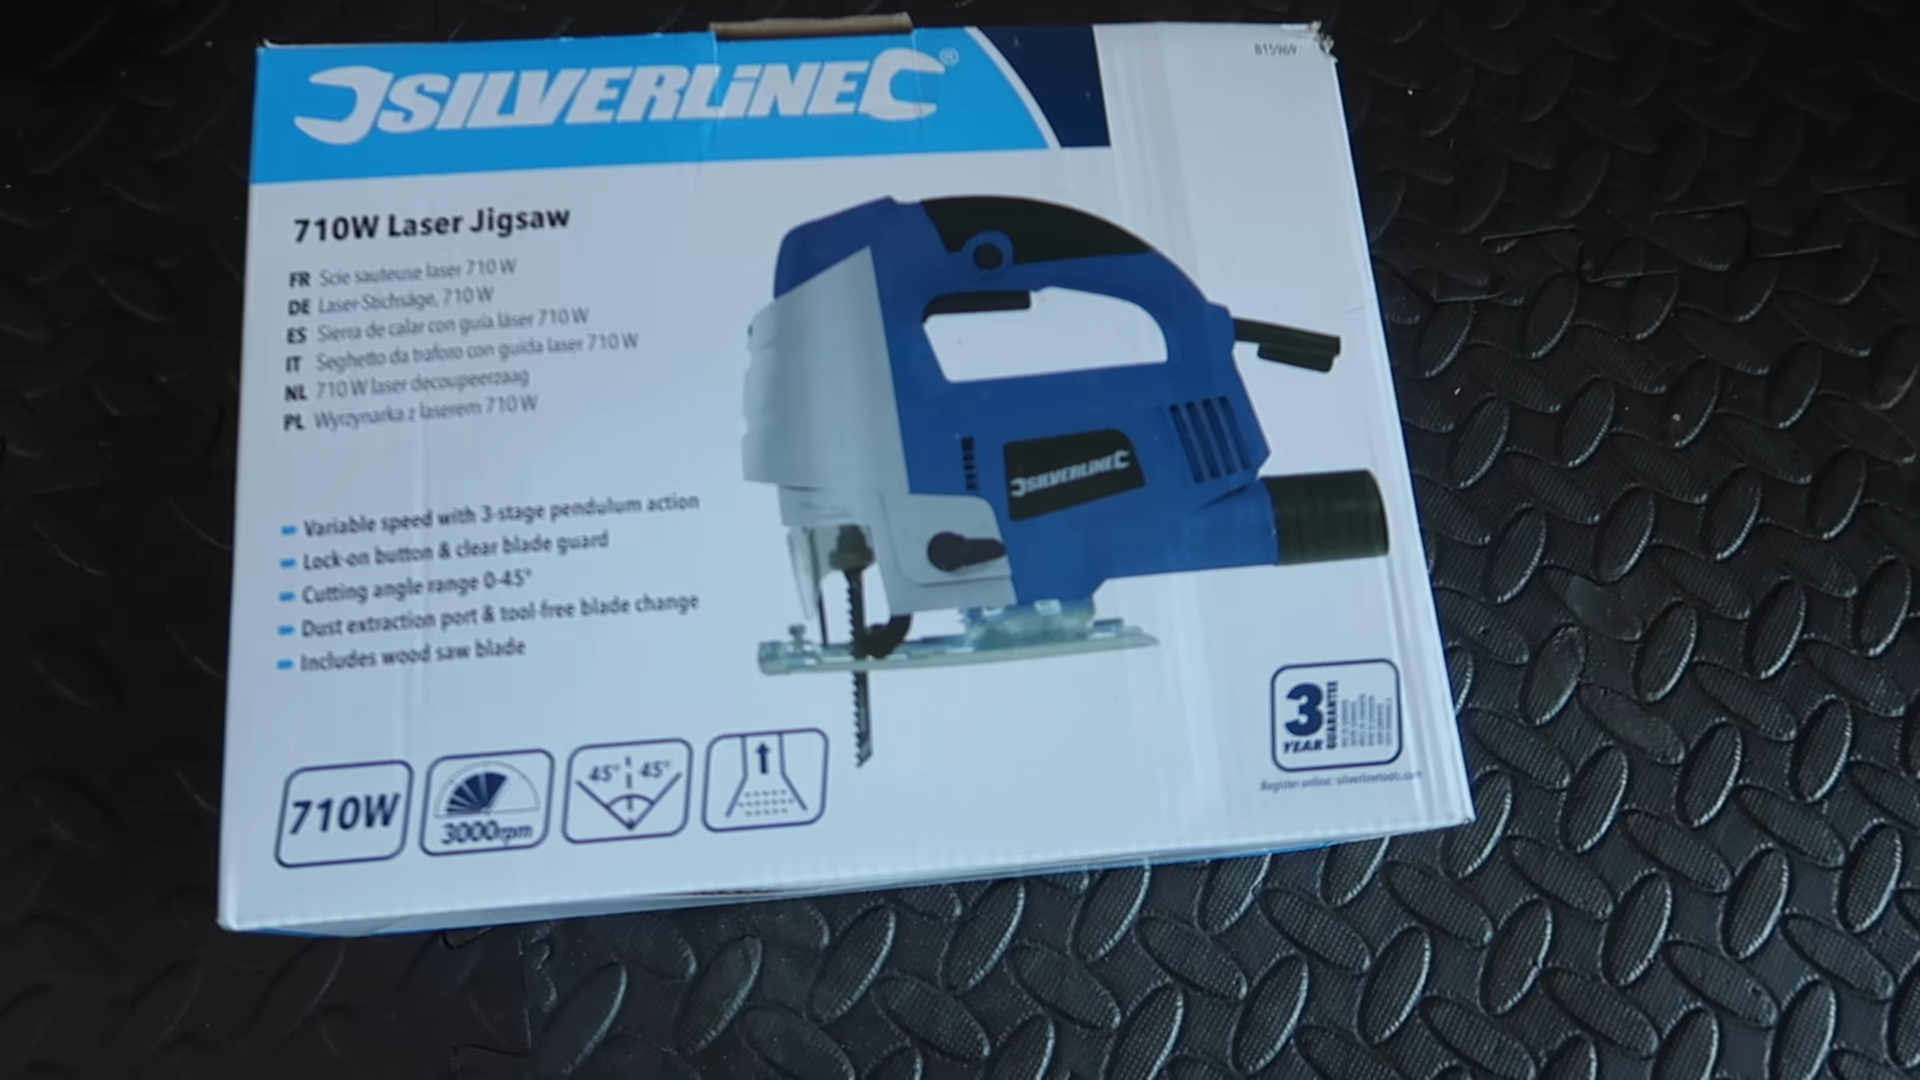 SILVERLINE®
815969
710W Laser Jigsaw
FR Scie sauteuse laser 710 W
DE Laser-Stichsäge, 710 W
ES Sierra de calar con guía láser 710 W
IT Seghetto da traforo con guida laser 710 W
NL 710 W laser decoupeerzaag
PL Wyrzynarka z laserem 710 W
Variable speed with 3-stage pendulum action
Lock-on button & clear blade guard
Cutting angle range 0-45°
Dust extraction port & tool-free blade change
Includes wood saw blade
SILVERLINE
710W
3000rpm
45° 45°
3 YEAR GUARANTEE
Register online: silverlinetools.com